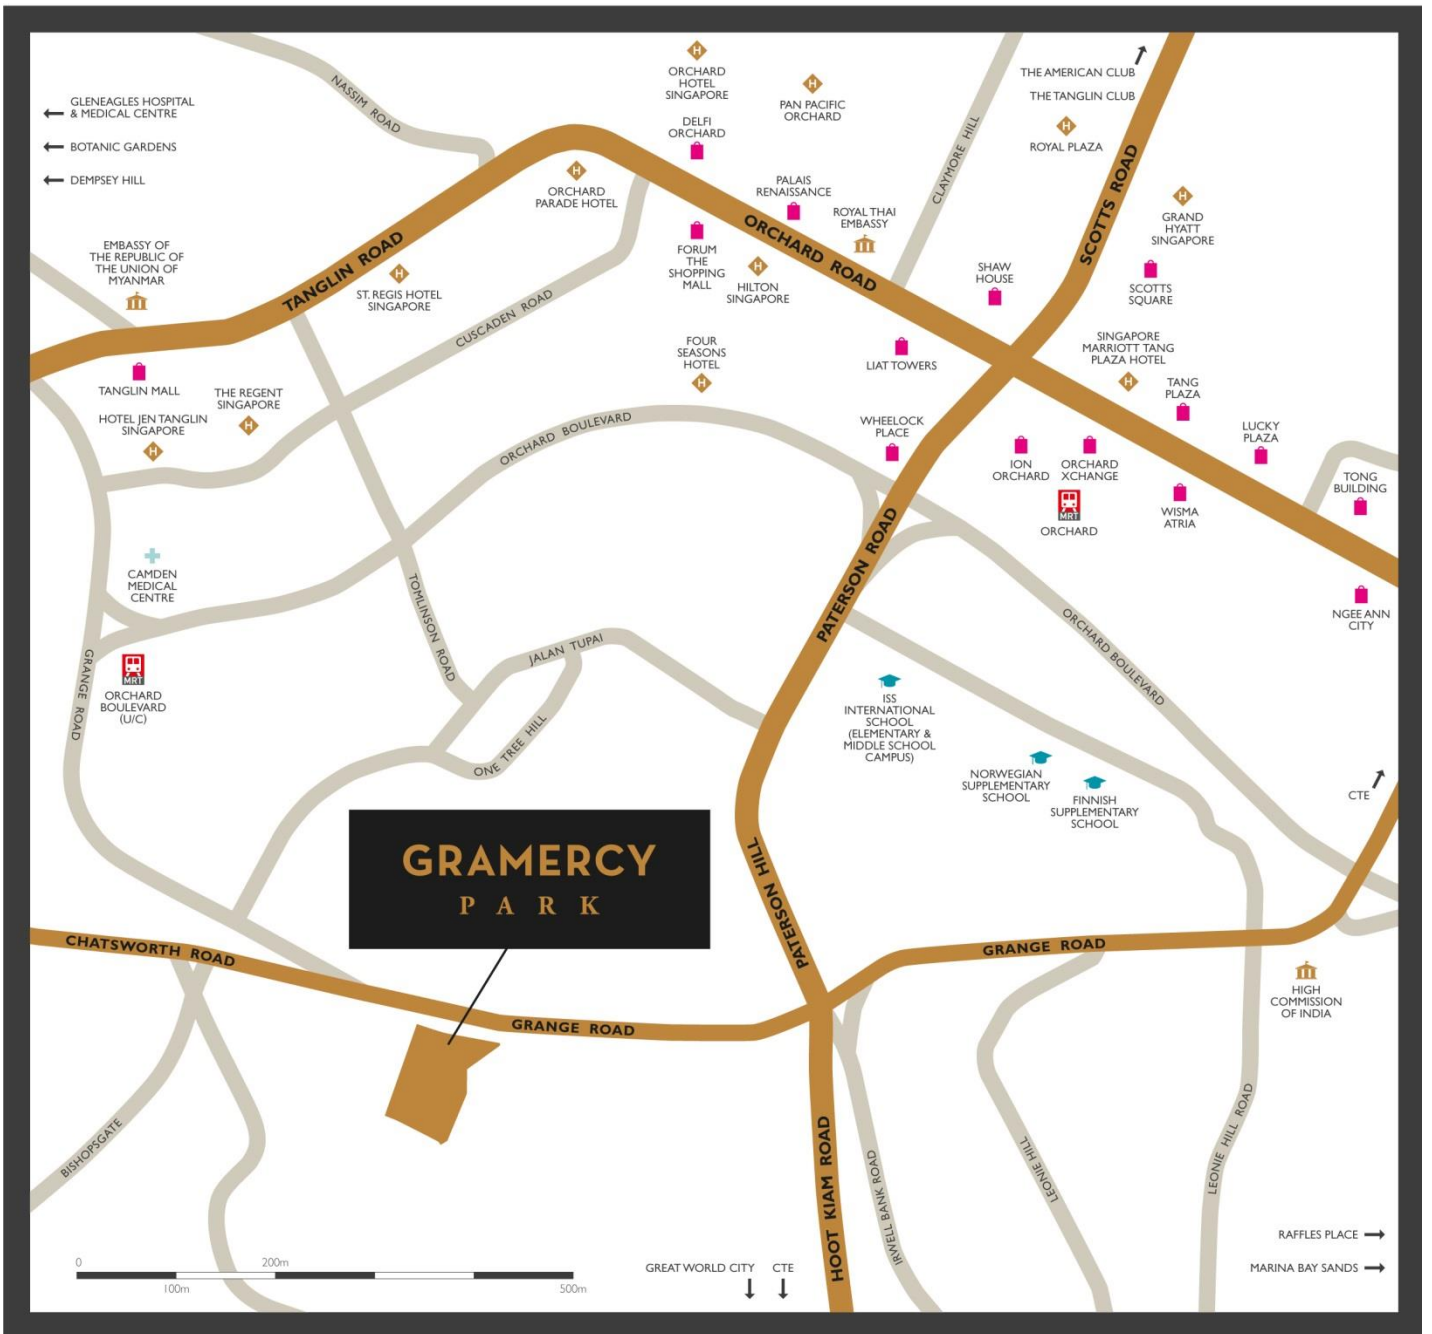 GLENEAGLES HOSPITAL
& MEDICAL CENTRE
BOTANIC GARDENS
DEMPSEY HILL
NASSIM ROAD
ORCHARD
HOTEL
SINGAPORE
PAN PACIFIC
ORCHARD
DELFI
ORCHARD
THE AMERICAN CLUB
THE TANGLIN CLUB
ROYAL PLAZA
CLAYMORE HILL
SCOTTS ROAD
ORCHARD
PARADE HOTEL
PALAIS
RENAISSANCE
ROYAL THAI
EMBASSY
GRAND
HYATT
SINGAPORE
EMBASSY OF
THE REPUBLIC OF
THE UNION OF
MYANMAR
TANGLIN ROAD
ORCHARD ROAD
ST. REGIS HOTEL
SINGAPORE
FORUM
THE
SHOPPING
MALL
HILTON
SINGAPORE
SHAW
HOUSE
SCOTTS
SQUARE
CUSCADEN ROAD
FOUR
SEASONS
HOTEL
LIAT TOWERS
SINGAPORE
MARRIOTT TANG
PLAZA HOTEL
TANG
PLAZA
TANGLIN MALL
THE REGENT
SINGAPORE
HOTEL JEN TANGLIN
SINGAPORE
ORCHARD BOULEVARD
WHEELOCK
PLACE
LUCKY
PLAZA
ION
ORCHARD
ORCHARD
XCHANGE
TONG
BUILDING
MRT
ORCHARD
WISMA
ATRIA
CAMDEN
MEDICAL
CENTRE
TOMLINSON ROAD
PATERSON ROAD
NGEE ANN
CITY
ORCHARD BOULEVARD
GRANGE ROAD
MRT
ORCHARD
BOULEVARD
(U/C)
JALAN TUPAI
ONE TREE HILL
ISS
INTERNATIONAL
SCHOOL
(ELEMENTARY &
MIDDLE SCHOOL
CAMPUS)
NORWEGIAN
SUPPLEMENTARY
SCHOOL
FINNISH
SUPPLEMENTARY
SCHOOL
CTE
GRAMERCY
PARK
PATERSON HILL
CHATSWORTH ROAD
GRANGE ROAD
GRANGE ROAD
HIGH
COMMISSION
OF INDIA
BISHOPSGATE
HOOT KIAM ROAD
IRWELL BANK ROAD
LEONIE HILL
LEONIE HILL ROAD
RAFFLES PLACE
MARINA BAY SANDS
GREAT WORLD CITY
CTE
0
200m
100m
500m